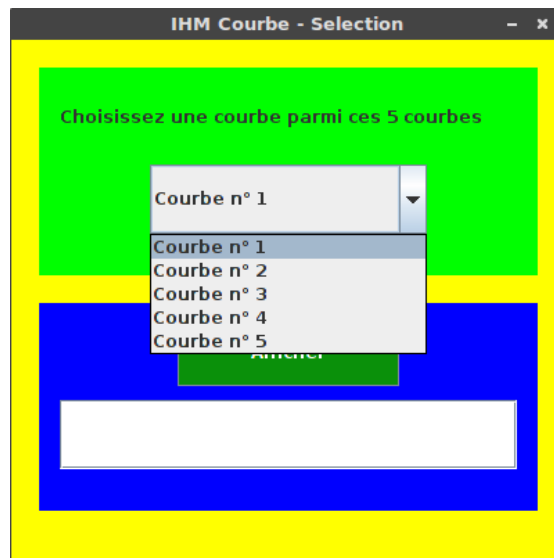 IHM Courbe - Selection
Choisissez une courbe parmi ces 5 courbes
Courbe n° 1
Courbe n° 1
Courbe n° 2
Courbe n° 3
Courbe n° 4
Courbe n° 5
Afficher